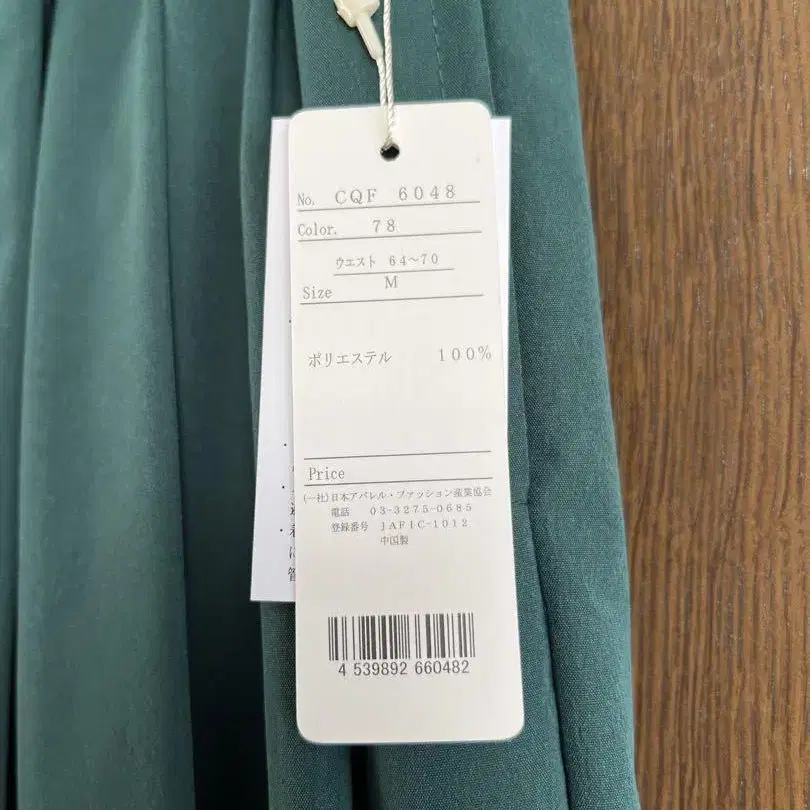 No. CQF 6048
Color. 78
ウエスト 64～70
Size M
ポリエステル 100%
Price
(一社)日本アパレル・ファッション産業協会
電話 03-3275-0685
登録番号 JAFIC-1012
中国製
4 539892 660482